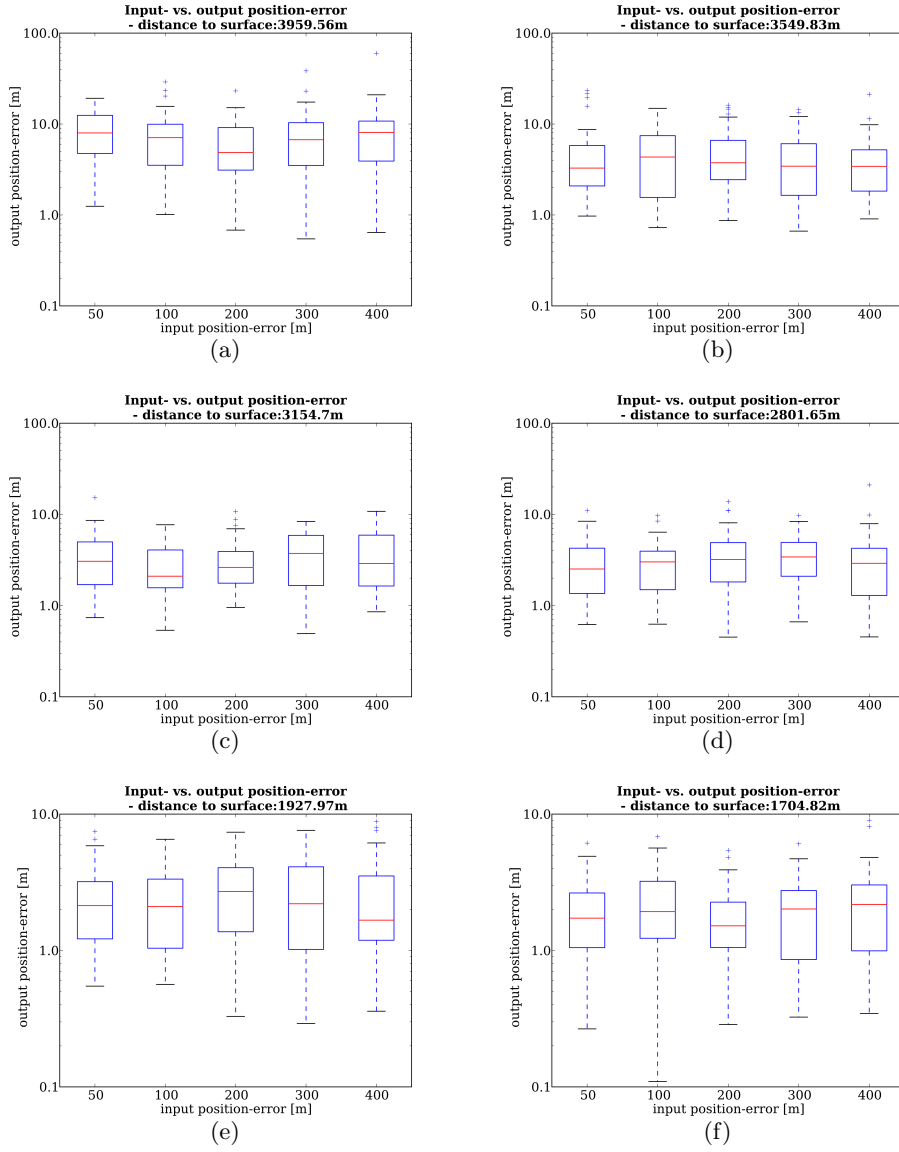 Input- vs. output position-error
- distance to surface:3959.56m
100.0
10.0
1.0
0.1
output position-error [m]
50 100 200 300 400
input position-error [m]
(a)
Input- vs. output position-error
- distance to surface:3549.83m
100.0
10.0
1.0
0.1
output position-error [m]
50 100 200 300 400
input position-error [m]
(b)
Input- vs. output position-error
- distance to surface:3154.7m
100.0
10.0
1.0
0.1
output position-error [m]
50 100 200 300 400
input position-error [m]
(c)
Input- vs. output position-error
- distance to surface:2801.65m
100.0
10.0
1.0
0.1
output position-error [m]
50 100 200 300 400
input position-error [m]
(d)
Input- vs. output position-error
- distance to surface:1927.97m
10.0
1.0
0.1
output position-error [m]
50 100 200 300 400
input position-error [m]
(e)
Input- vs. output position-error
- distance to surface:1704.82m
10.0
1.0
0.1
output position-error [m]
50 100 200 300 400
input position-error [m]
(f)